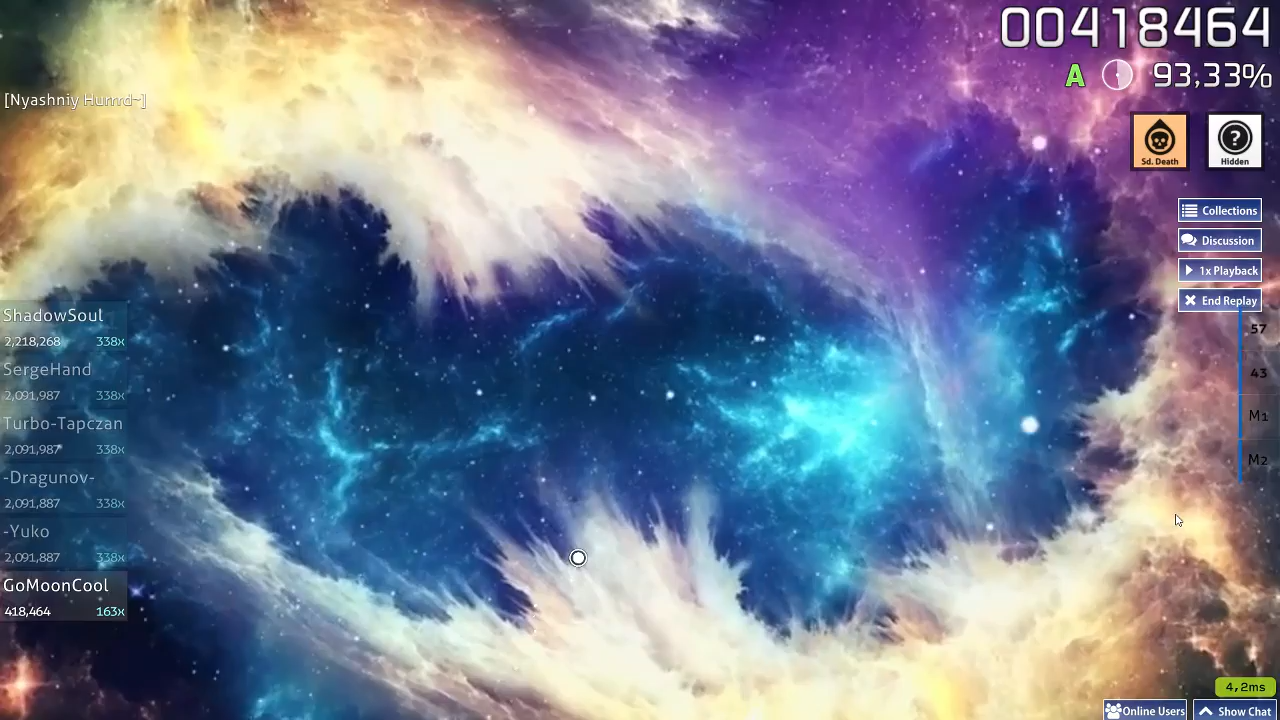 00418464
A 93,33%
[Nyashniy Hurrrd~]
Sd. Death
Hidden
Collections
Discussion
1x Playback
End Replay
57
43
M1
M2
ShadowSoul
2,218,268 338x
SergeHand
2,091,987 338x
Turbo-Tapczan
2,091,987 338x
-Dragunov-
2,091,887 338x
-Yuko
2,091,887 338x
GoMoonCool
418,464 163x
4,2ms
Online Users
Show Chat